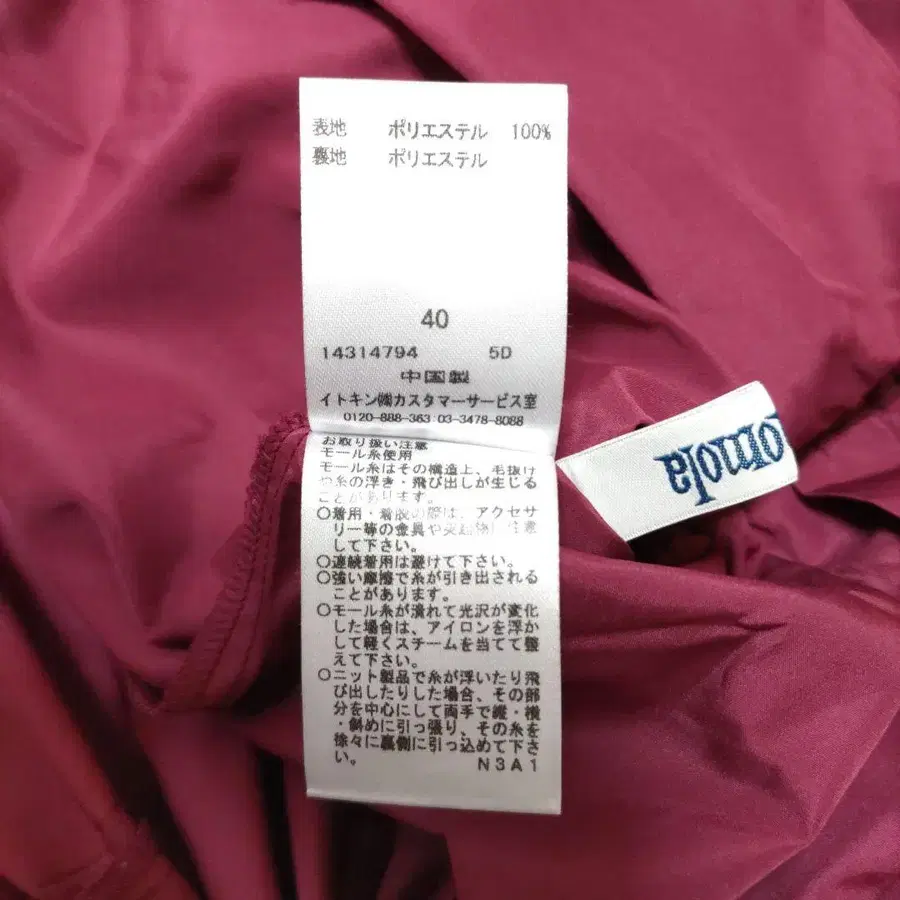 表地 ポリエステル 100%
裏地 ポリエステル
40
14314794 5D
中国製
イトキン㈱カスタマーサービス室
0120-888-363 03-3478-8088
お取り扱い注意
モール糸使用
モール糸はその構造上、毛抜け
や糸の浮き・飛び出しが生じる
ことがあります。
○着用・着脱の際は、アクセサ
リー等の金具や突起物に注意
して下さい。
○連続着用は避けて下さい。
○強い摩擦で糸が引き出される
ことがあります。
○モール糸が潰れて光沢が変化
した場合は、アイロンを浮か
して軽くスチームを当てて整
えて下さい。
○ニット製品で糸が浮いたり飛
び出したりした場合、その部
分を中心にして両手で縦・横
・斜めに引っ張り、その糸を
徐々に裏側に引っ込めて下さ
い。 N3A1
omola